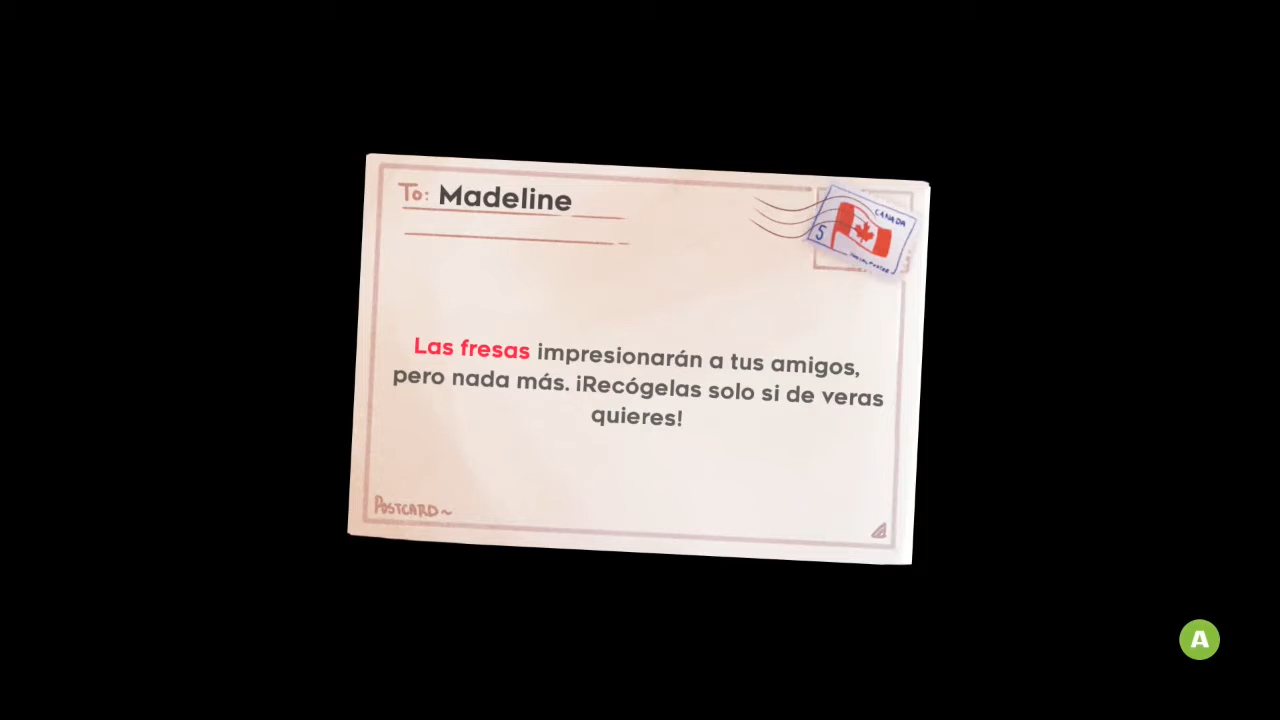 To: Madeline
CANADA
5
Las fresas impresionarán a tus amigos,
pero nada más. ¡Recógelas solo si de veras
quieres!
POSTCARD~
A